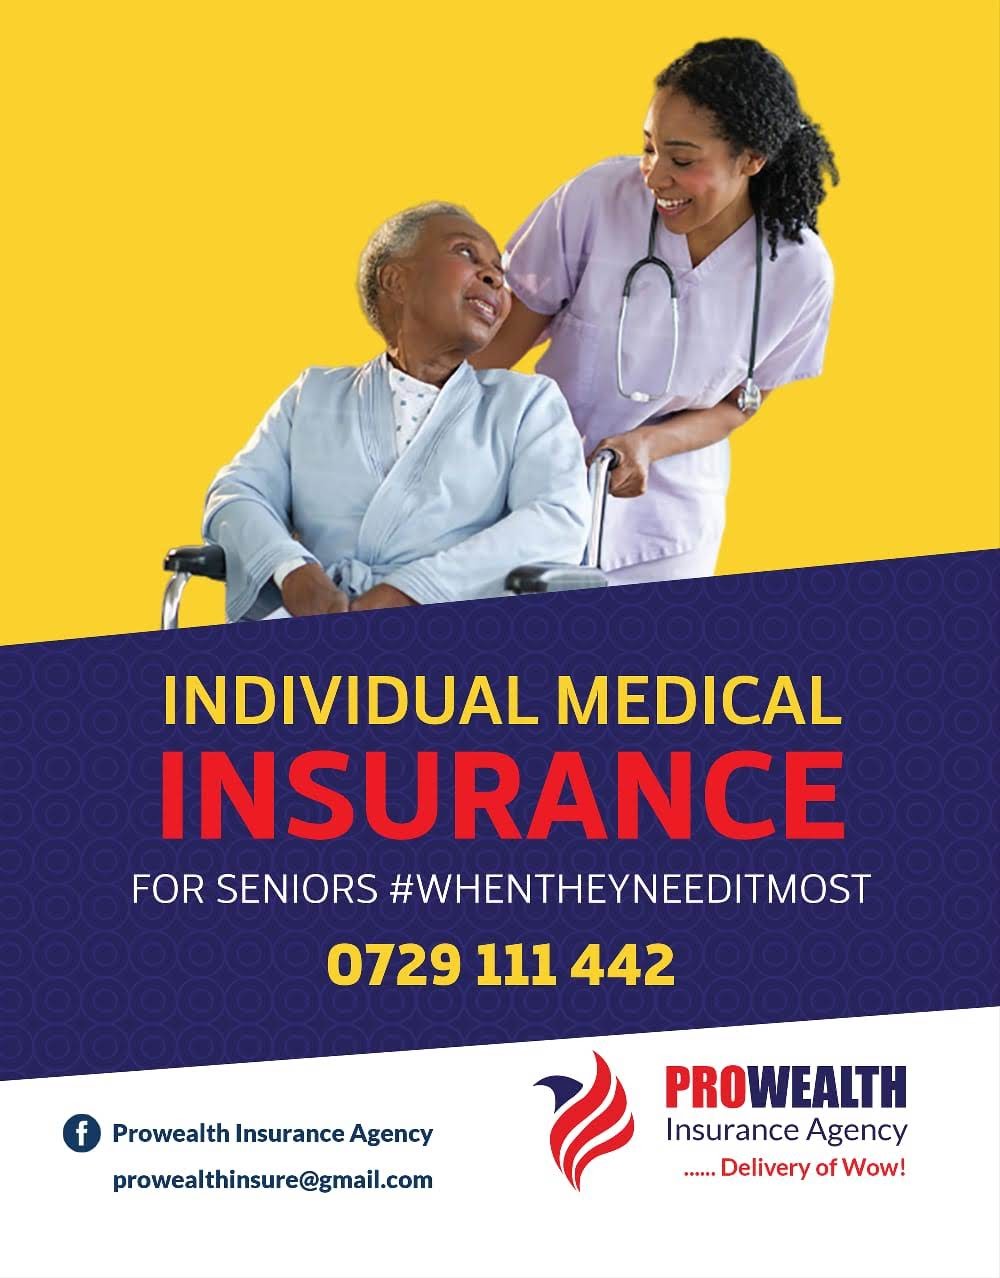 INDIVIDUAL MEDICAL
INSURANCE
FOR SENIORS #WHENTHEYNEEDITMOST
0729 111 442
f Prowealth Insurance Agency
prowealthinsure@gmail.com
PROWEALTH
Insurance Agency
...... Delivery of Wow!